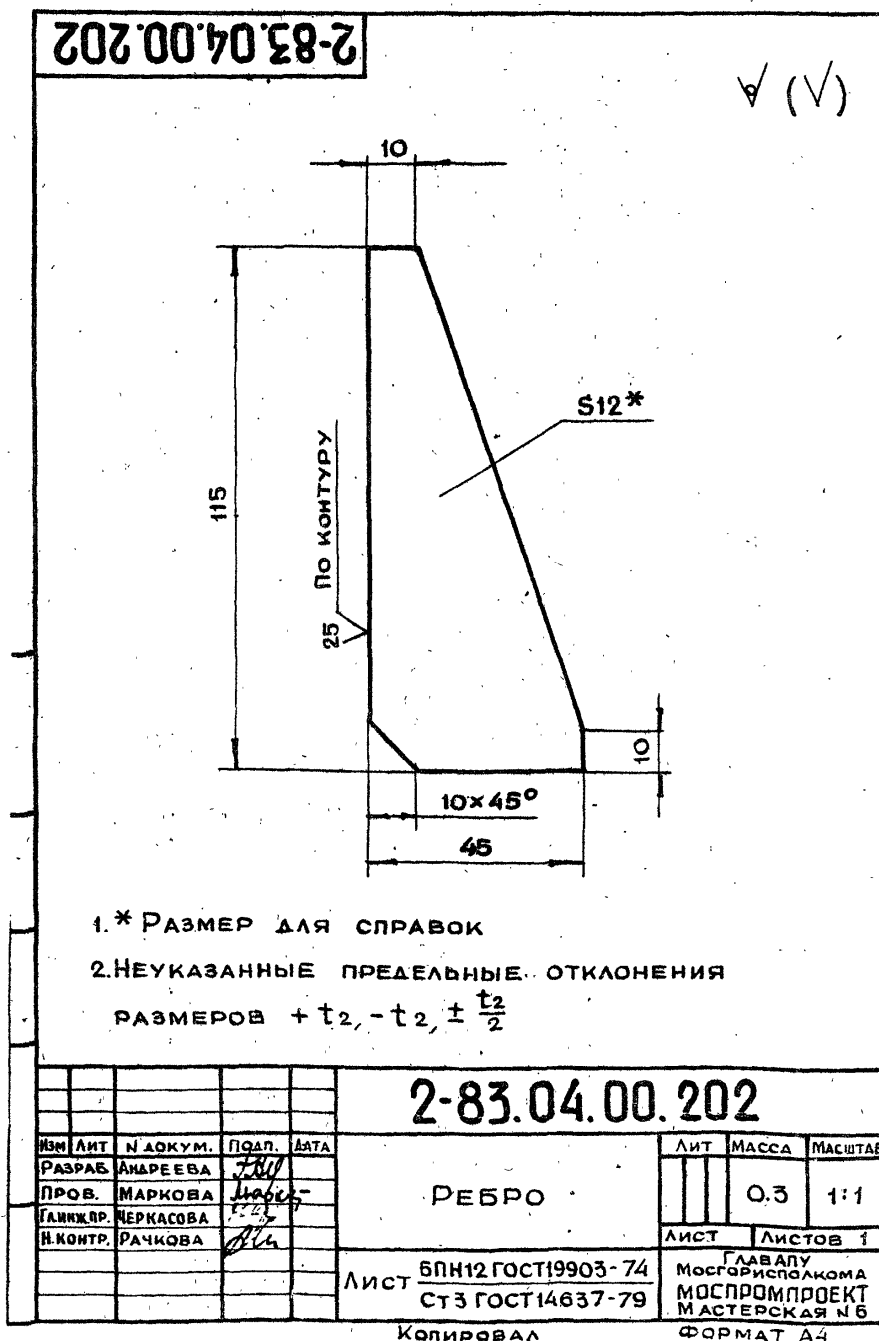 2-83.04.00.202
√ (√)
10
S12*
115
По контуру
25
10
10×45°
45
1.* Размер для справок
2. Неуказанные предельные отклонения
размеров + t2, - t2, ± t2/2
2-83.04.00.202
Изм Лит N докум. Подп. Дата
Разраб. Андреева
Пров. Маркова
Гл.инж.пр. Черкасова
Н.контр. Рачкова
Ребро
Лит Масса Масштаб
0.3 1:1
Лист Листов 1
Лист БПН12 ГОСТ19903-74
Ст3 ГОСТ14637-79
ГлавАПУ
Мосгорисполкома
МОСПРОМПРОЕКТ
Мастерская N6
Копировал Формат А4